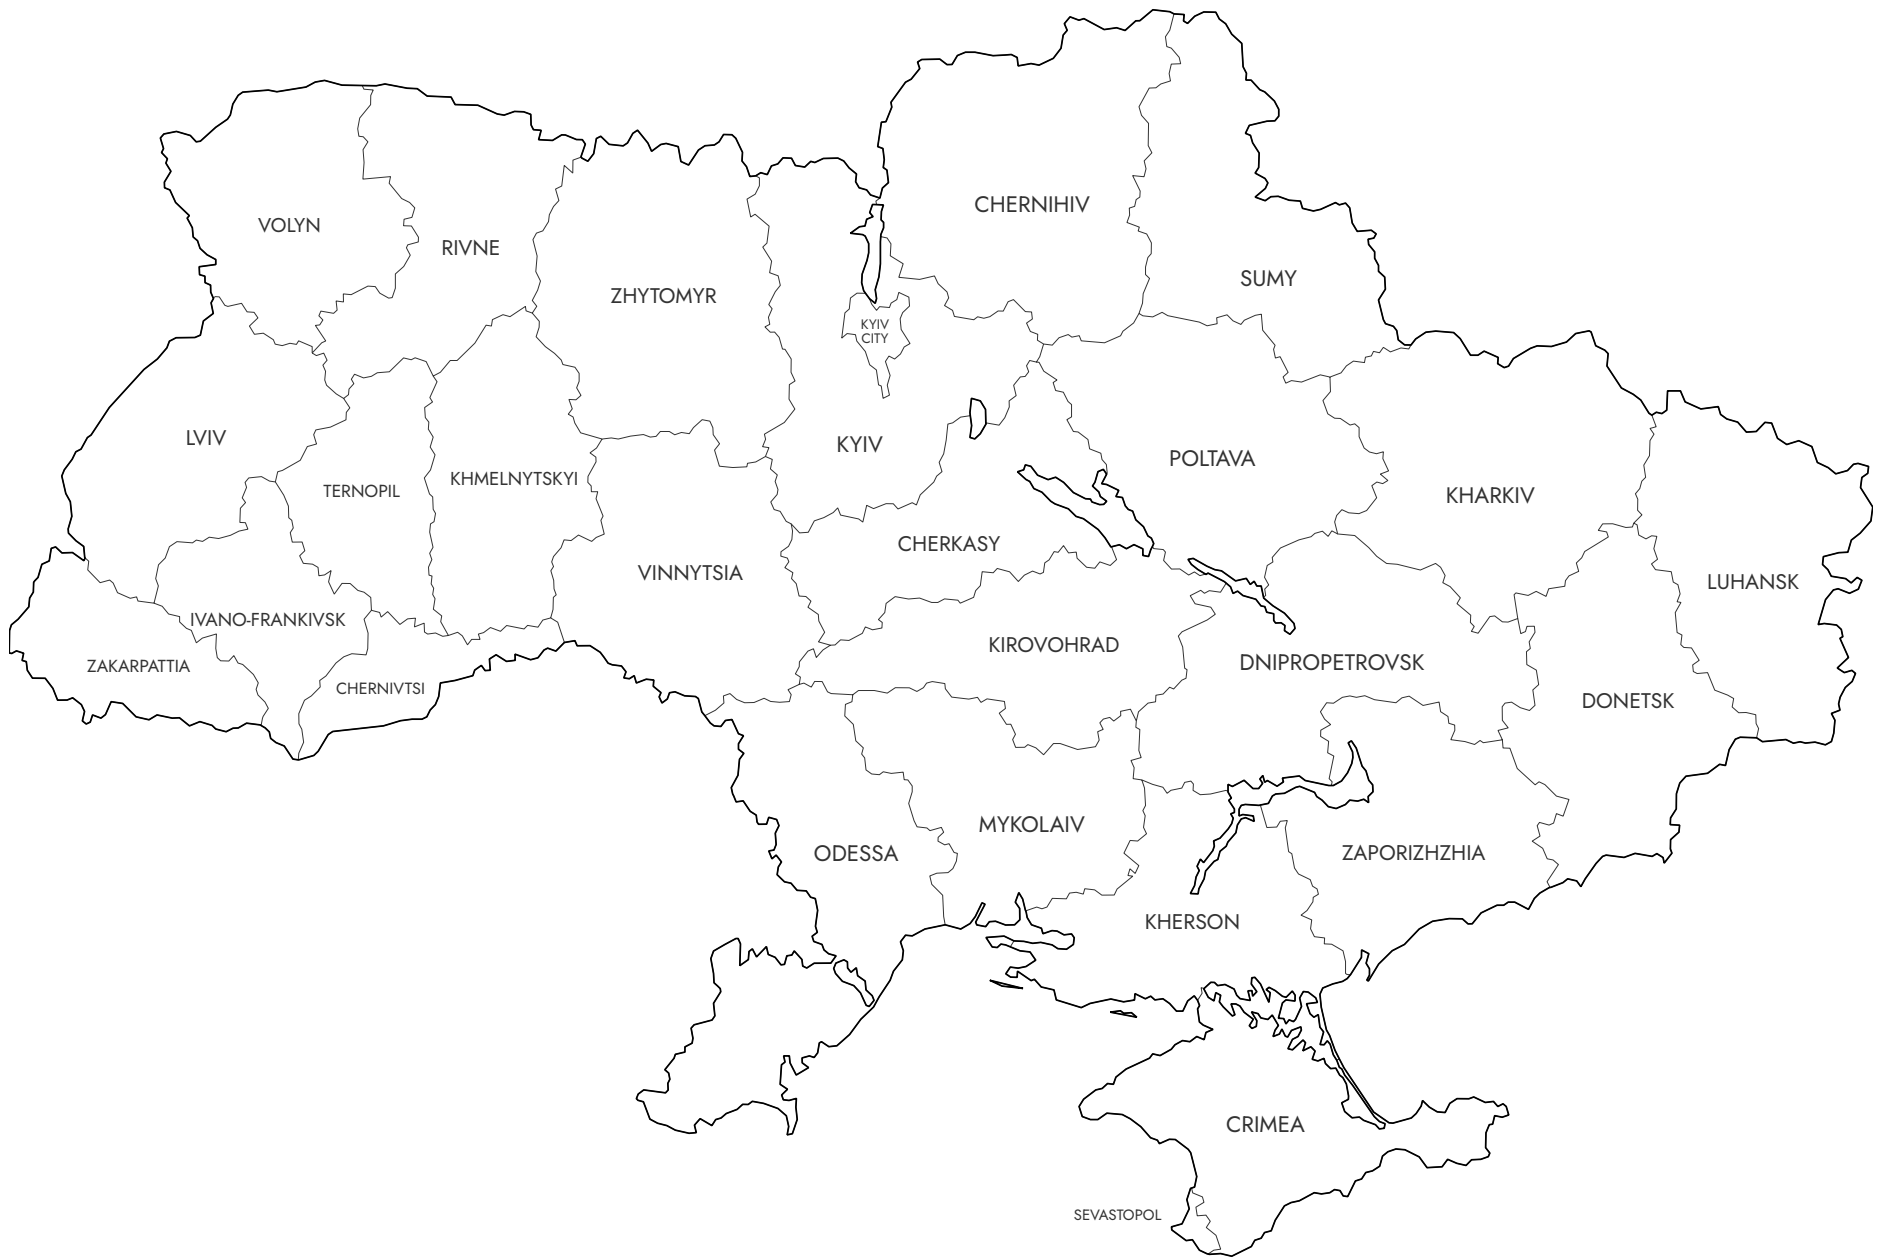 CHERNIHIV
VOLYN
RIVNE
SUMY
ZHYTOMYR
KYIV
CITY
LVIV
KYIV
POLTAVA
KHMELNYTSKYI
TERNOPIL
KHARKIV
CHERKASY
VINNYTSIA
LUHANSK
IVANO-FRANKIVSK
KIROVOHRAD
DNIPROPETROVSK
ZAKARPATTIA
CHERNIVTSI
DONETSK
MYKOLAIV
ODESSA
ZAPORIZHZHIA
KHERSON
CRIMEA
SEVASTOPOL